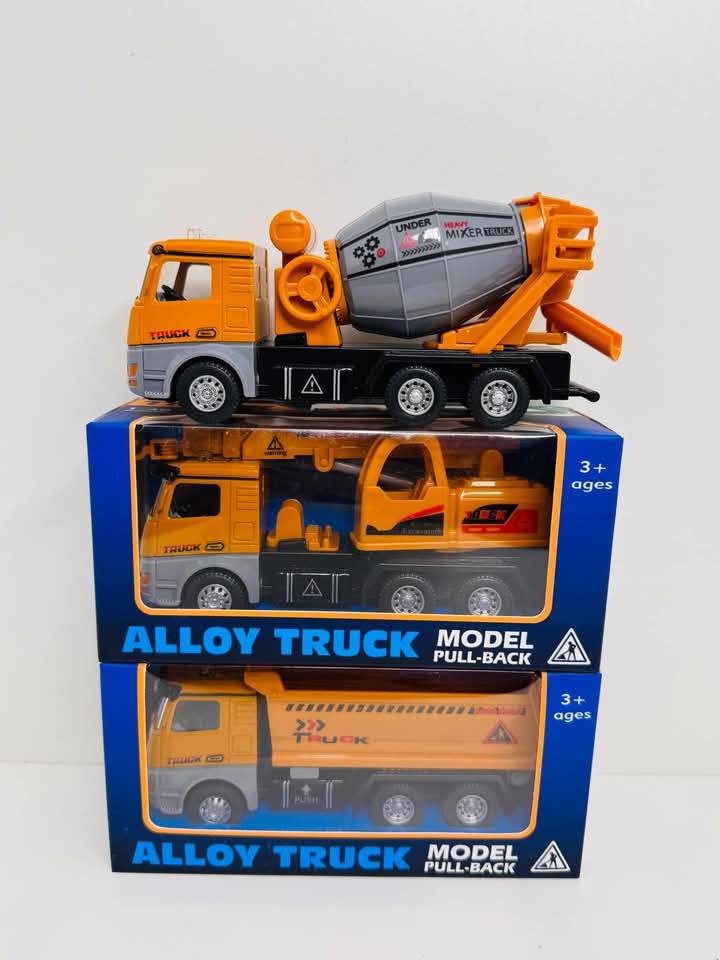 UNDER
HEAVY
MIXER TRUCK
TRUCK
3+
ages
TRUCK
TRUCK
ALLOY TRUCK
MODEL
PULL-BACK
3+
ages
TRUCK
TRUCK
PUSH
ALLOY TRUCK
MODEL
PULL-BACK